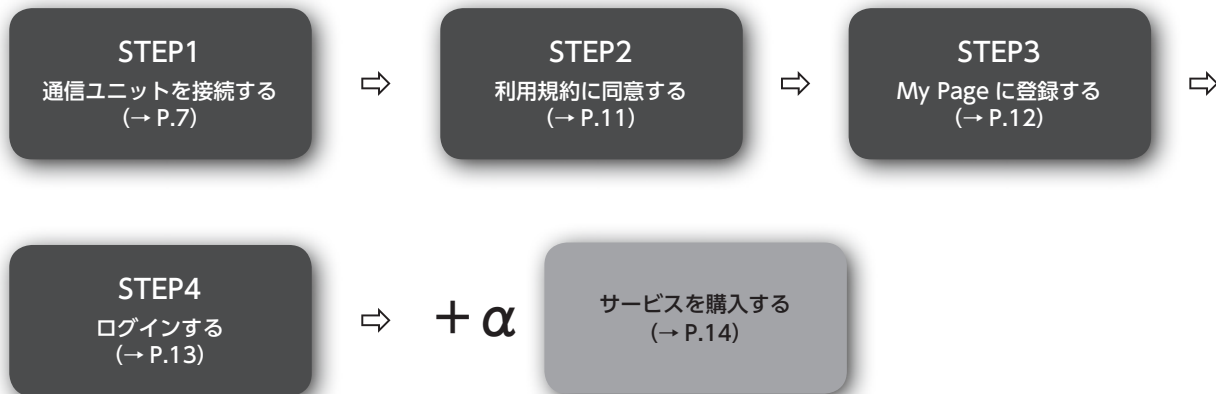 STEP1
通信ユニットを接続する
(→ P.7)
⇨
STEP2
利用規約に同意する
(→ P.11)
⇨
STEP3
My Page に登録する
(→ P.12)
⇨
STEP4
ログインする
(→ P.13)
⇨
+α
サービスを購入する
(→ P.14)